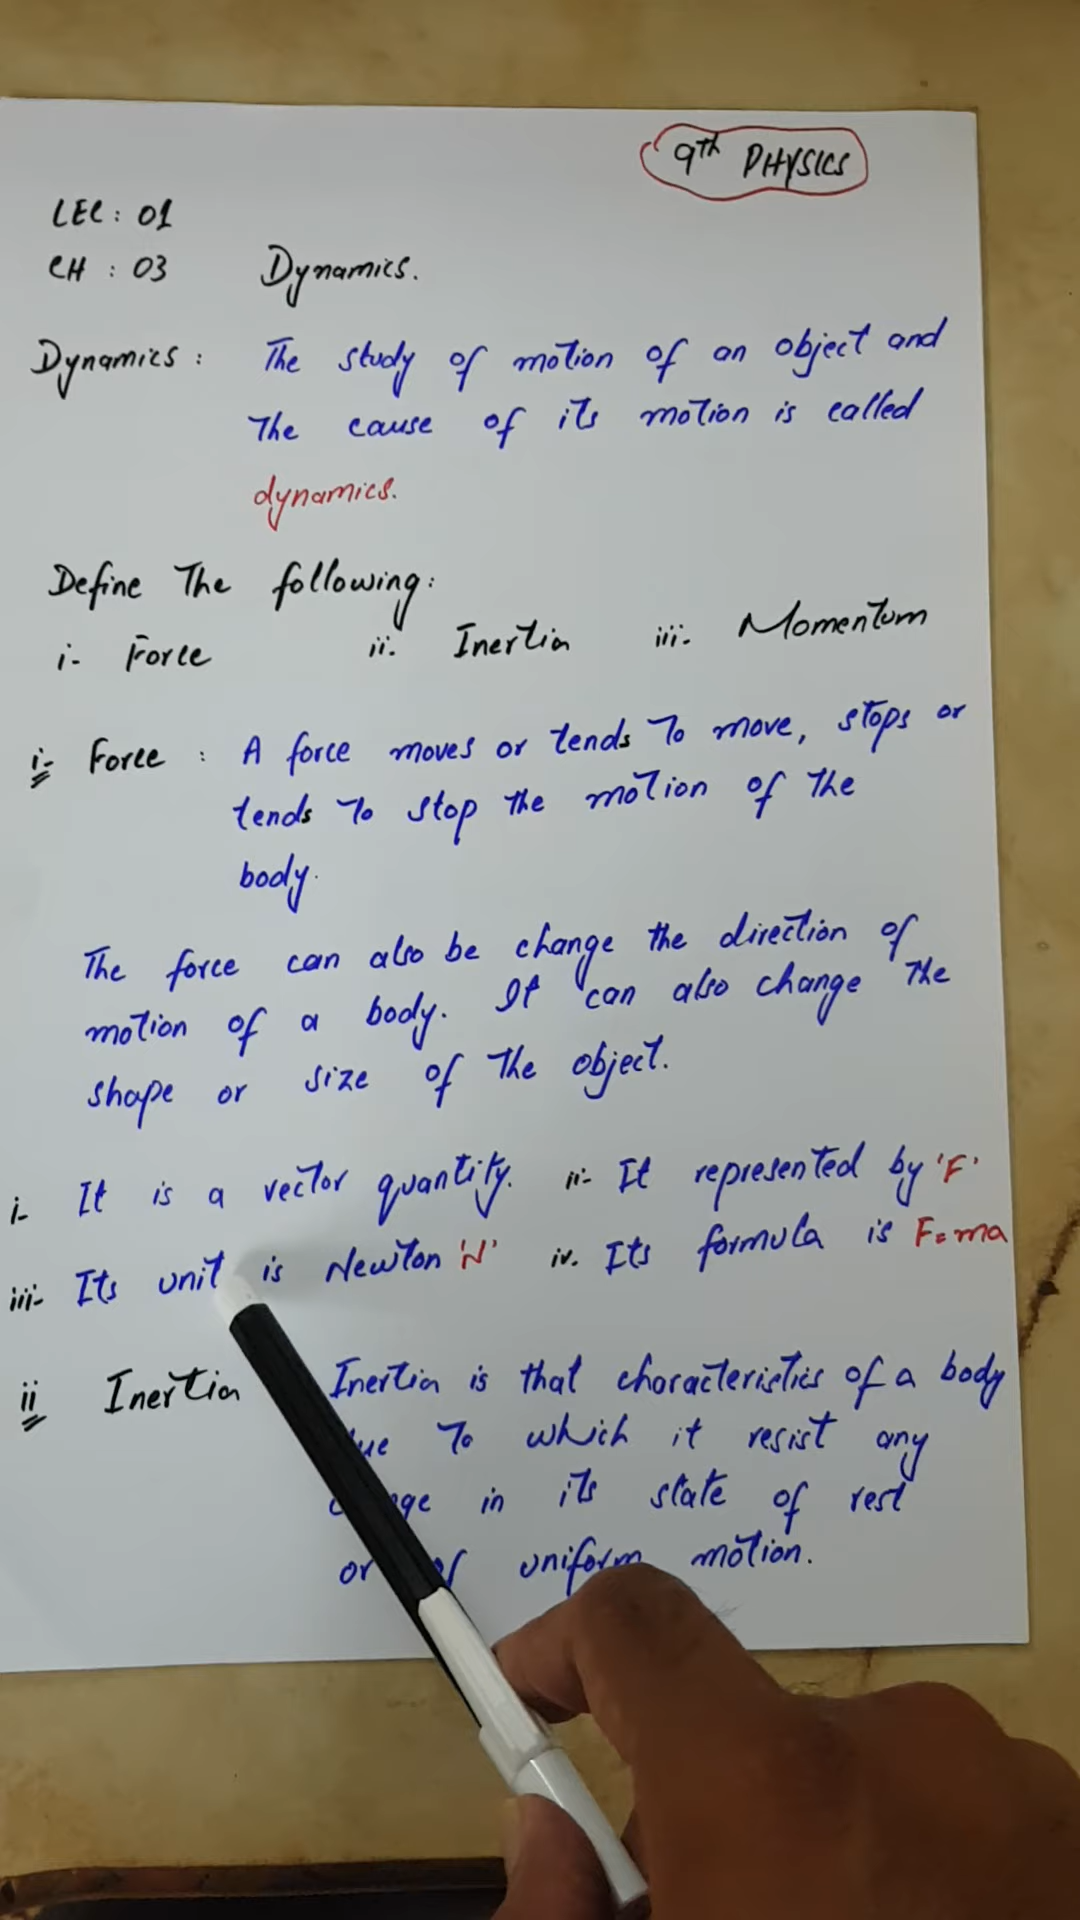 9th PHYSICS
LEC: 01
CH : 03 Dynamics.
Dynamics: The study of motion of an object and
the cause of its motion is called
dynamics.
Define the following:
i- Force ii. Inertia iii. Momentum
i- Force : A force moves or tends to move, stops or
tends to stop the motion of the
body.
The force can also be change the direction of
motion of a body. It can also change the
shape or size of the object.
i- It is a vector quantity. ii- It represented by 'F'
iii- Its unit is Newton 'N' iv. Its formula is F=ma
ii Inertia Inertia is that characteristics of a body
to which it resist any
in its state of rest
or of uniform motion.